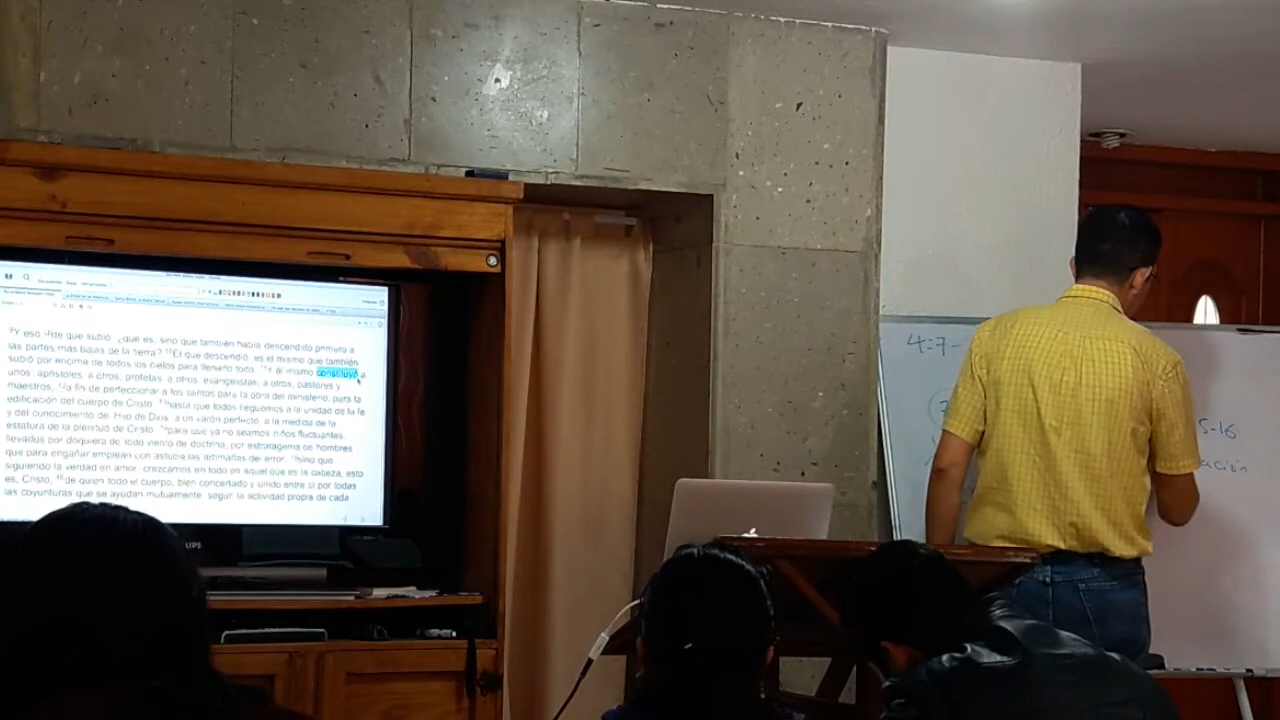 ⁹Y eso de que subió, ¿qué es, sino que también había descendido primero a
las partes más bajas de la tierra? ¹⁰El que descendió, es el mismo que también
subió por encima de todos los cielos para llenarlo todo. ¹¹Y él mismo constituyó a
unos, apóstoles; a otros, profetas; a otros, evangelistas; a otros, pastores y
maestros, ¹²a fin de perfeccionar a los santos para la obra del ministerio, para la
edificación del cuerpo de Cristo, ¹³hasta que todos lleguemos a la unidad de la fe
y del conocimiento del Hijo de Dios, a un varón perfecto, a la medida de la
estatura de la plenitud de Cristo; ¹⁴para que ya no seamos niños fluctuantes,
llevados por doquiera de todo viento de doctrina, por estratagema de hombres
que para engañar emplean con astucia las artimañas del error, ¹⁵sino que
siguiendo la verdad en amor, crezcamos en todo en aquel que es la cabeza, esto
es, Cristo, ¹⁶de quien todo el cuerpo, bien concertado y unido entre sí por todas
las coyunturas que se ayudan mutuamente, según la actividad propia de cada
4:7-
5-16
ación